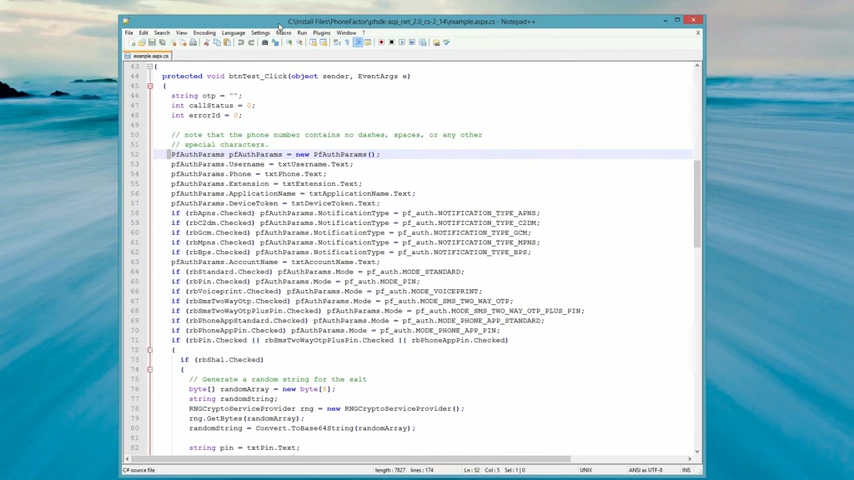 C:\Install Files\PhoneFactor\pfsdk-asp_net_2.0_cs-2_14\example.aspx.cs - Notepad++
File Edit Search View Encoding Language Settings Macro Run Plugins Window ? X
example.aspx.cs
43 {
44 protected void btnTest_Click(object sender, EventArgs e)
45 {
46 string otp = "";
47 int callStatus = 0;
48 int errorId = 0;
49
50 // note that the phone number contains no dashes, spaces, or any other
51 // special characters.
52 PfAuthParams pfAuthParams = new PfAuthParams();
53 pfAuthParams.Username = txtUsername.Text;
54 pfAuthParams.Phone = txtPhone.Text;
55 pfAuthParams.Extension = txtExtension.Text;
56 pfAuthParams.ApplicationName = txtApplicationName.Text;
57 pfAuthParams.DeviceToken = txtDeviceToken.Text;
58 if (rbApns.Checked) pfAuthParams.NotificationType = pf_auth.NOTIFICATION_TYPE_APNS;
59 if (rbC2dm.Checked) pfAuthParams.NotificationType = pf_auth.NOTIFICATION_TYPE_C2DM;
60 if (rbGcm.Checked) pfAuthParams.NotificationType = pf_auth.NOTIFICATION_TYPE_GCM;
61 if (rbMpns.Checked) pfAuthParams.NotificationType = pf_auth.NOTIFICATION_TYPE_MPNS;
62 if (rbBps.Checked) pfAuthParams.NotificationType = pf_auth.NOTIFICATION_TYPE_BPS;
63 pfAuthParams.AccountName = txtAccountName.Text;
64 if (rbStandard.Checked) pfAuthParams.Mode = pf_auth.MODE_STANDARD;
65 if (rbPin.Checked) pfAuthParams.Mode = pf_auth.MODE_PIN;
66 if (rbVoiceprint.Checked) pfAuthParams.Mode = pf_auth.MODE_VOICEPRINT;
67 if (rbSmsTwoWayOtp.Checked) pfAuthParams.Mode = pf_auth.MODE_SMS_TWO_WAY_OTP;
68 if (rbSmsTwoWayOtpPlusPin.Checked) pfAuthParams.Mode = pf_auth.MODE_SMS_TWO_WAY_OTP_PLUS_PIN;
69 if (rbPhoneAppStandard.Checked) pfAuthParams.Mode = pf_auth.MODE_PHONE_APP_STANDARD;
70 if (rbPhoneAppPin.Checked) pfAuthParams.Mode = pf_auth.MODE_PHONE_APP_PIN;
71 if (rbPin.Checked || rbSmsTwoWayOtpPlusPin.Checked || rbPhoneAppPin.Checked)
72 {
73 if (rbSha1.Checked)
74 {
75 // Generate a random string for the salt
76 byte[] randomArray = new byte[8];
77 string randomString;
78 RNGCryptoServiceProvider rng = new RNGCryptoServiceProvider();
79 rng.GetBytes(randomArray);
80 randomString = Convert.ToBase64String(randomArray);
81
82 string pin = txtPin.Text;
C# source file length : 7827 lines : 174 Ln : 52 Col : 5 Sel : 1 | 0 UNIX ANSI as UTF-8 INS